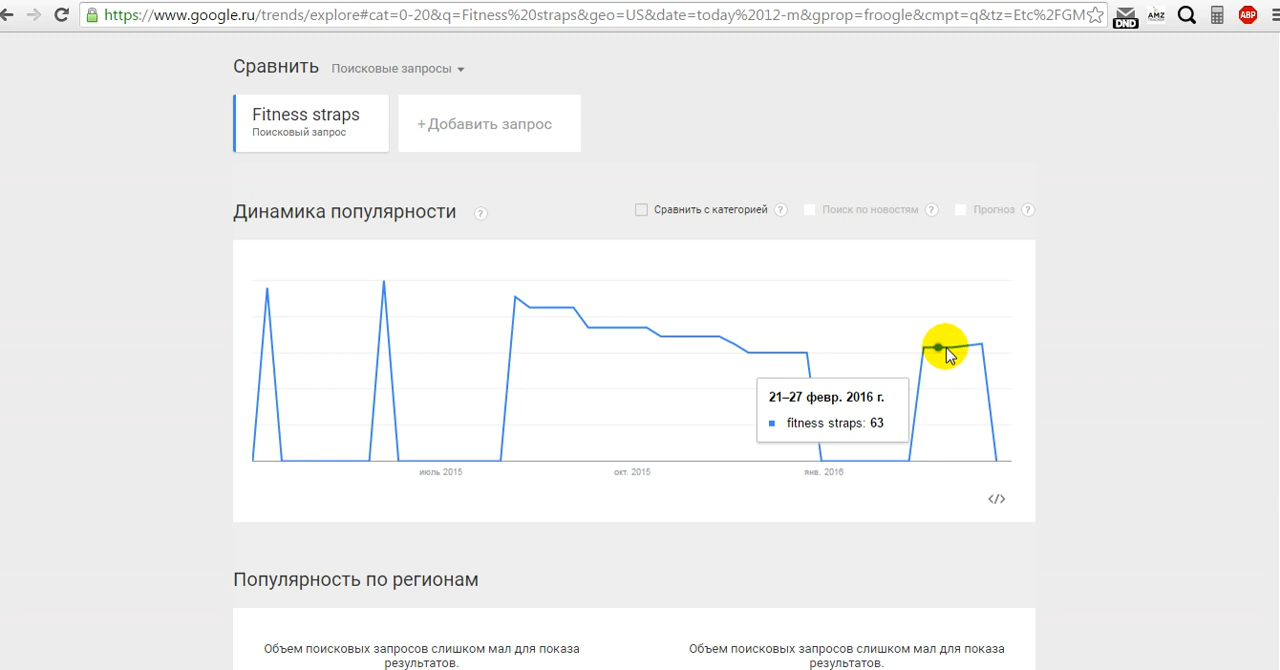 https://www.google.ru/trends/explore#cat=0-20&q=Fitness%20straps&geo=US&date=today%2012-m&gprop=froogle&cmpt=q&tz=Etc%2FGM
DND
AMZ
ABP
Сравнить Поисковые запросы
Fitness straps
Поисковый запрос
+Добавить запрос
Динамика популярности ?
Сравнить с категорией ? Поиск по новостям ? Прогноз ?
21–27 февр. 2016 г.
fitness straps: 63
июль 2015 окт. 2015 янв. 2016
</>
Популярность по регионам
Объем поисковых запросов слишком мал для показа
результатов.
Объем поисковых запросов слишком мал для показа
результатов.